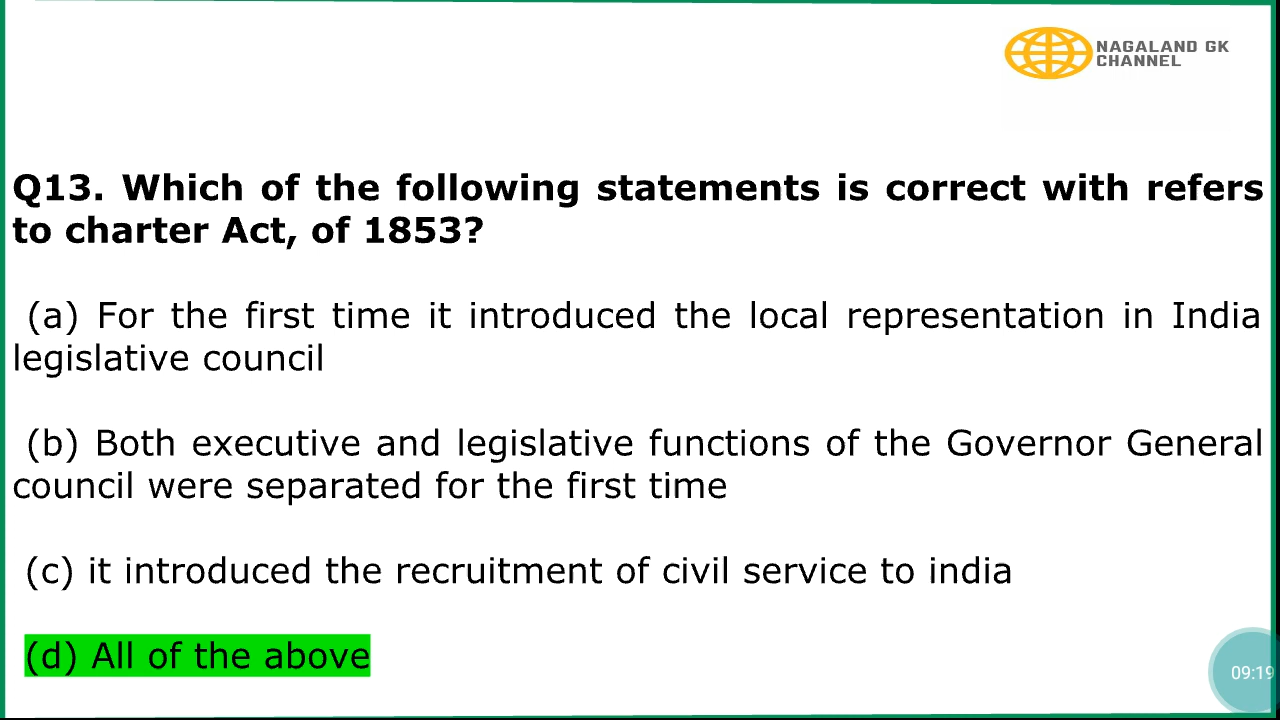 NAGALAND GK
CHANNEL
Q13. Which of the following statements is correct with refers
to charter Act, of 1853?
(a) For the first time it introduced the local representation in India
legislative council
(b) Both executive and legislative functions of the Governor General
council were separated for the first time
(c) it introduced the recruitment of civil service to india
(d) All of the above
09:19